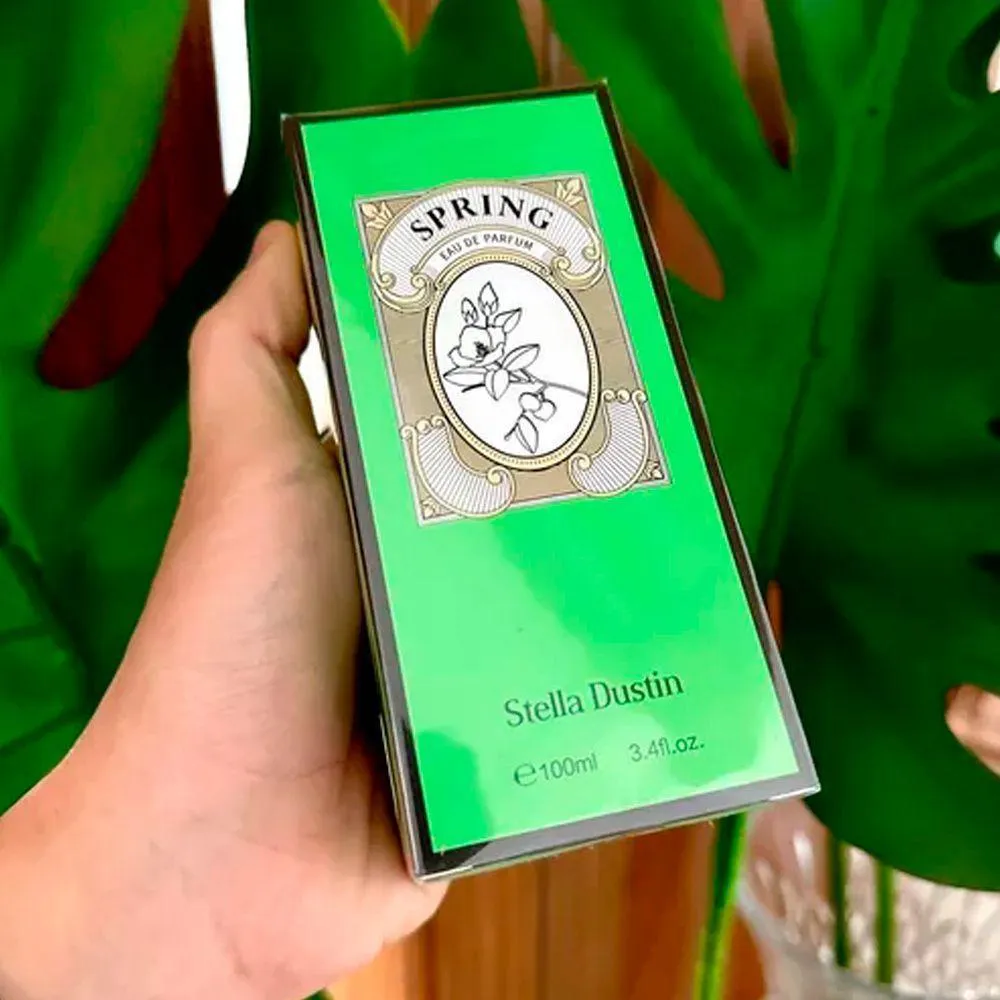 SPRING
EAU DE PARFUM
Stella Dustin
℮100ml 3.4fl.oz.